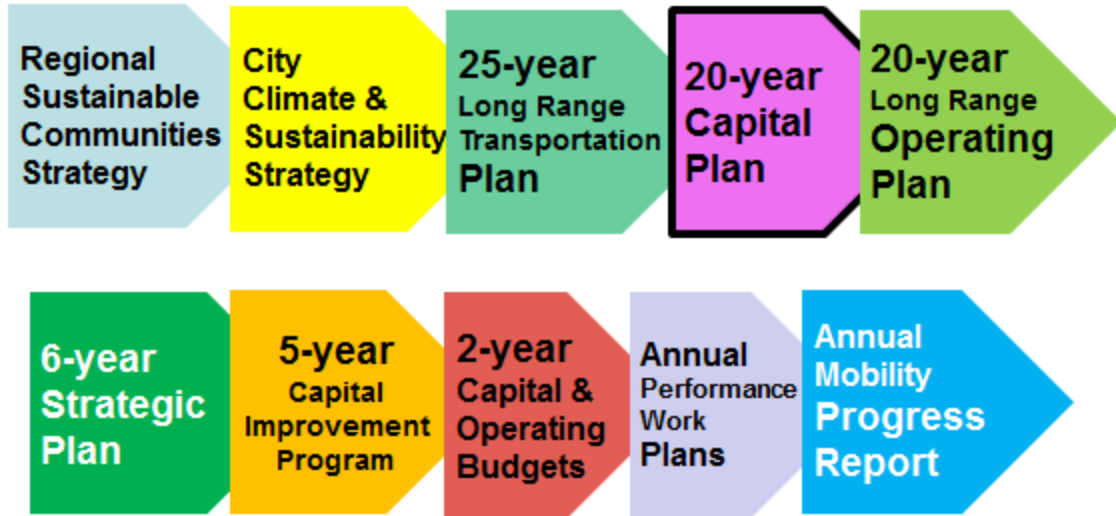 Regional
Sustainable
Communities
Strategy
City
Climate &
Sustainability
Strategy
25-year
Long Range
Transportation
Plan
20-year
Capital
Plan
20-year
Long Range
Operating
Plan
6-year
Strategic
Plan
5-year
Capital
Improvement
Program
2-year
Capital &
Operating
Budgets
Annual
Performance
Work
Plans
Annual
Mobility
Progress
Report